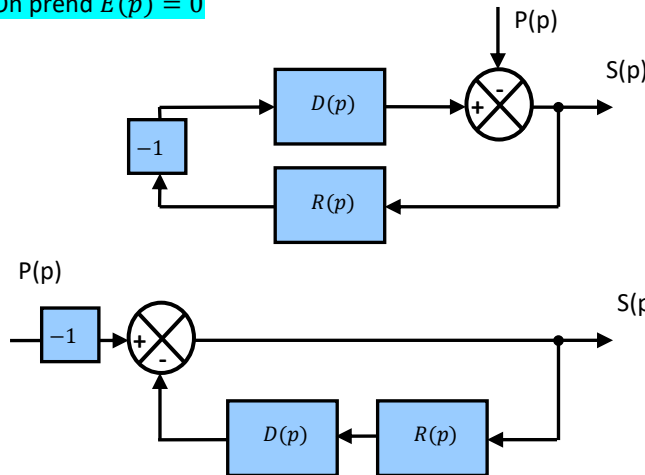 On prend 𝐸(𝑝) = 0
P(p)
S(p)
-
+
𝐷(𝑝)
−1
𝑅(𝑝)
P(p)
S(p
−1
+
-
𝐷(𝑝)
𝑅(𝑝)